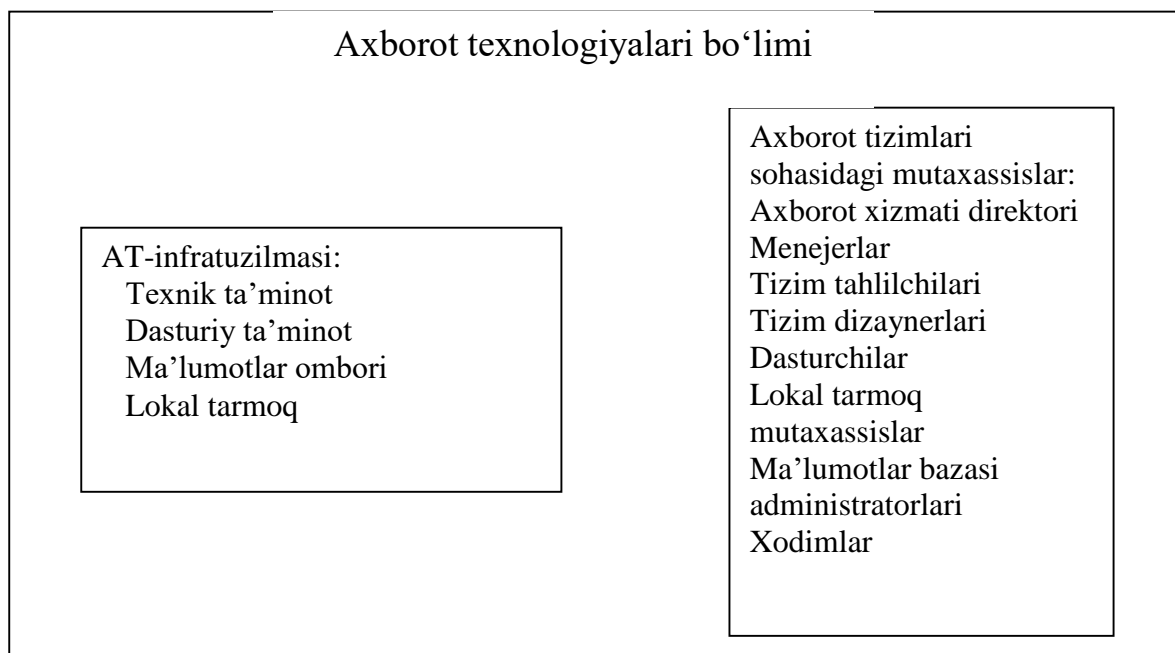 Axborot texnologiyalari bo‘limi
AT-infratuzilmasi:
Texnik ta’minot
Dasturiy ta’minot
Ma’lumotlar ombori
Lokal tarmoq
Axborot tizimlari
sohasidagi mutaxassislar:
Axborot xizmati direktori
Menejerlar
Tizim tahlilchilari
Tizim dizaynerlari
Dasturchilar
Lokal tarmoq
mutaxassislar
Ma’lumotlar bazasi
administratorlari
Xodimlar